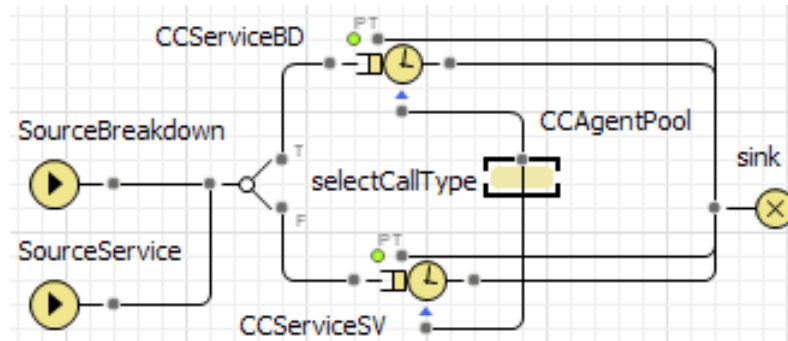 PT
CCServiceBD
CCAgentPool
SourceBreakdown
T
sink
selectCallType
F
SourceService
PT
CCServiceSV